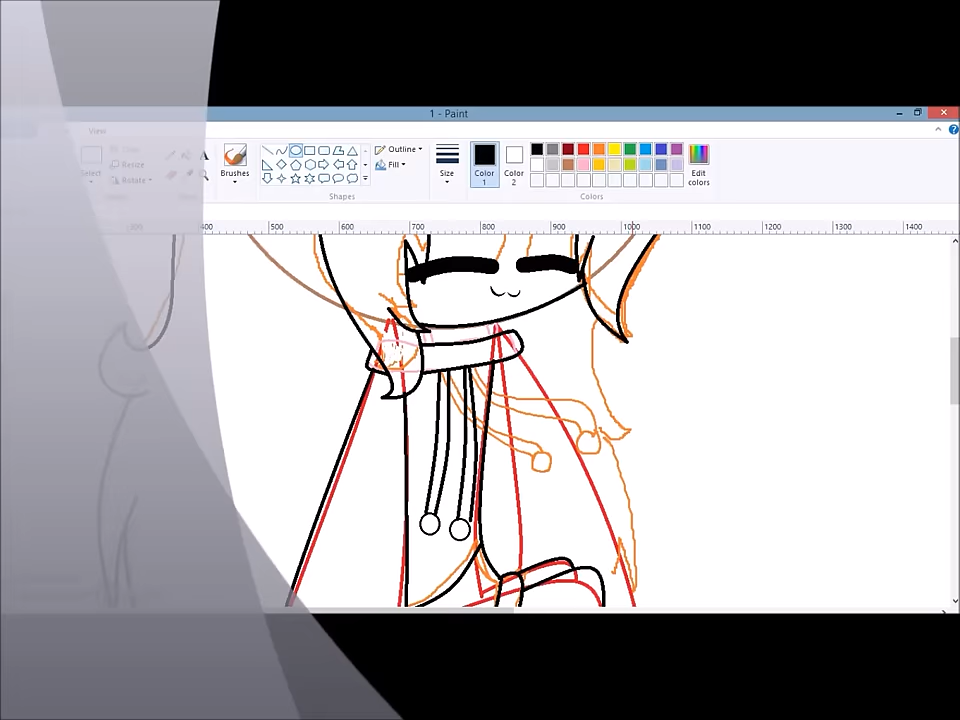 1 - Paint
View
Resize
Select
Rotate
Brushes
Outline
Fill
Shapes
Size
Color 1
Color 2
Edit colors
Colors
300 400 500 600 700 800 900 1000 1100 1200 1300 1400